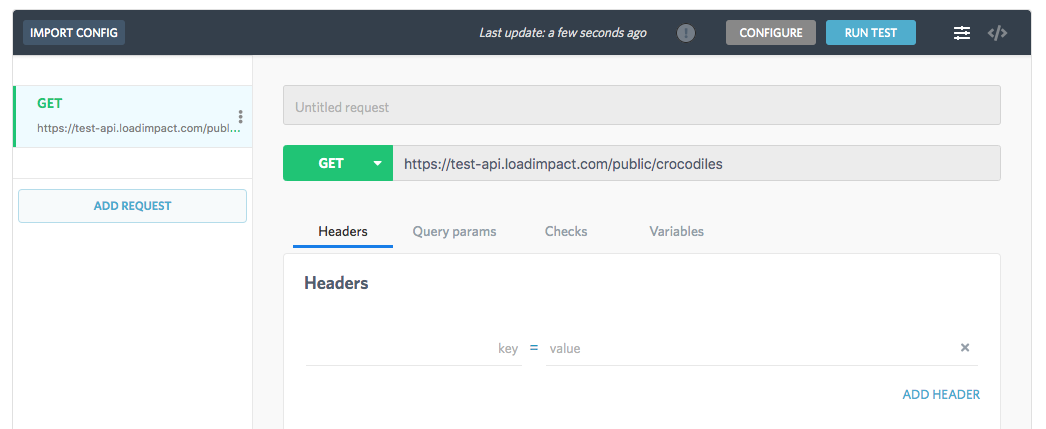 IMPORT CONFIG
Last update: a few seconds ago
CONFIGURE
RUN TEST
GET
https://test-api.loadimpact.com/publ...
ADD REQUEST
Untitled request
GET
https://test-api.loadimpact.com/public/crocodiles
Headers Query params Checks Variables
Headers
key = value
ADD HEADER